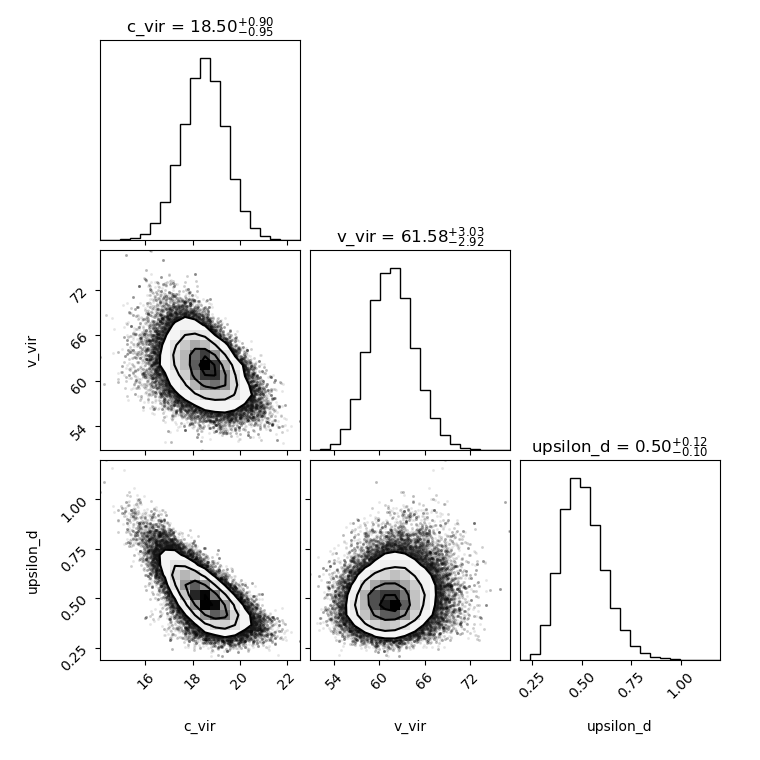 c_vir = 18.50+0.90−0.95
v_vir = 61.58+3.03−2.92
72
66
60
54
v_vir
upsilon_d = 0.50+0.12−0.10
1.00
0.75
0.50
0.25
upsilon_d
16 18 20 22
54 60 66 72
0.25 0.50 0.75 1.00
c_vir
v_vir
upsilon_d